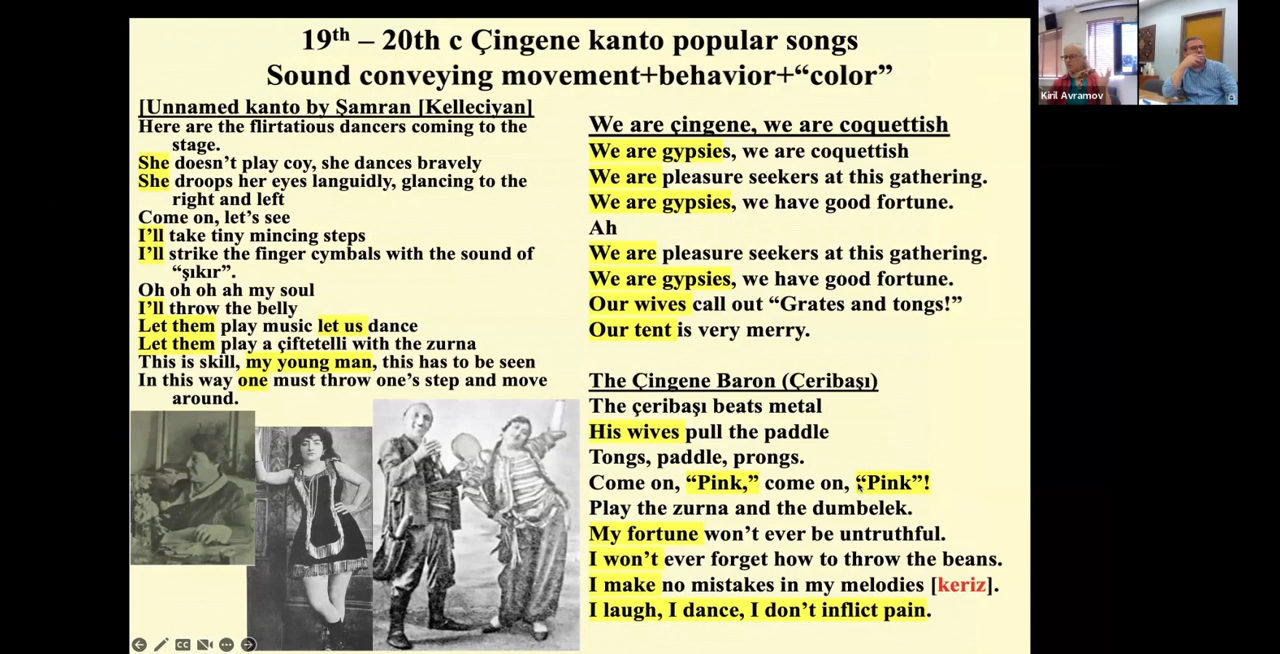 19th – 20th c Çingene kanto popular songs
Sound conveying movement+behavior+“color”
[Unnamed kanto by Şamran [Kelleciyan]
Here are the flirtatious dancers coming to the
stage.
She doesn’t play coy, she dances bravely
She droops her eyes languidly, glancing to the
right and left
Come on, let’s see
I’ll take tiny mincing steps
I’ll strike the finger cymbals with the sound of
“şıkır”.
Oh oh oh ah my soul
I’ll throw the belly
Let them play music let us dance
Let them play a çiftetelli with the zurna
This is skill, my young man, this has to be seen
In this way one must throw one’s step and move
around.
We are çingene, we are coquettish
We are gypsies, we are coquettish
We are pleasure seekers at this gathering.
We are gypsies, we have good fortune.
Ah
We are pleasure seekers at this gathering.
We are gypsies, we have good fortune.
Our wives call out “Grates and tongs!”
Our tent is very merry.
The Çingene Baron (Çeribaşı)
The çeribaşı beats metal
His wives pull the paddle
Tongs, paddle, prongs.
Come on, “Pink,” come on, “Pink”!
Play the zurna and the dumbelek.
My fortune won’t ever be untruthful.
I won’t ever forget how to throw the beans.
I make no mistakes in my melodies [keriz].
I laugh, I dance, I don’t inflict pain.
Kiril Avramov
CC